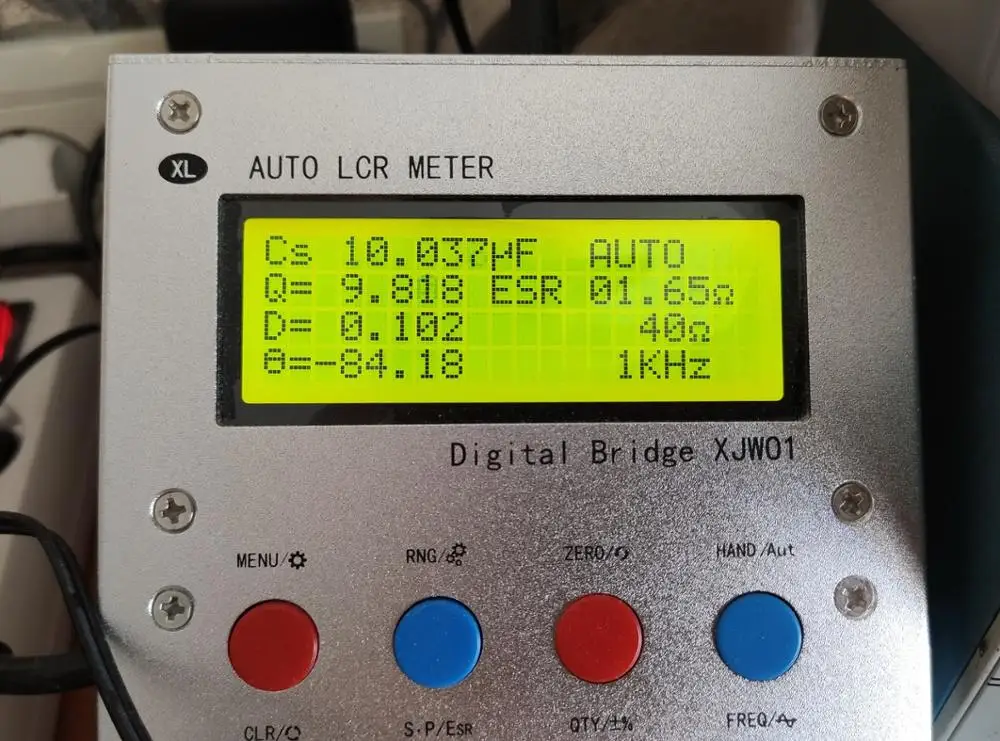 XL AUTO LCR METER
Cs 10.037μF AUTO
Q= 9.818 ESR 01.65Ω
D= 0.102 40Ω
θ=-84.18 1KHz
Digital Bridge XJW01
MENU/ RNG/ ZERO/ HAND/Aut
CLR/ S.P/ESR QTY/±% FREQ/